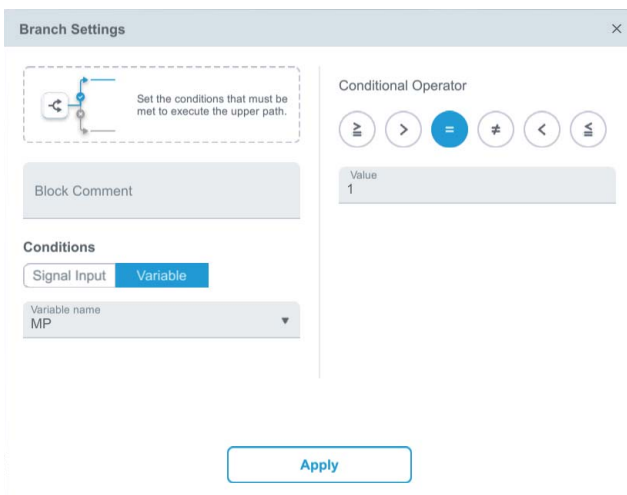 Branch Settings
×
Set the conditions that must be
met to execute the upper path.
Block Comment
Conditions
Signal Input
Variable
Variable name
MP
▼
Conditional Operator
≧
>
=
≠
<
≦
Value
1
Apply